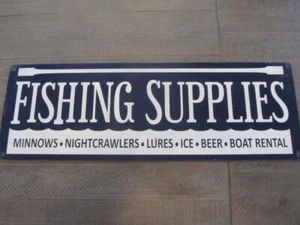 FISHING SUPPLIES
MINNOWS • NIGHTCRAWLERS • LURES • ICE • BEER • BOAT RENTAL